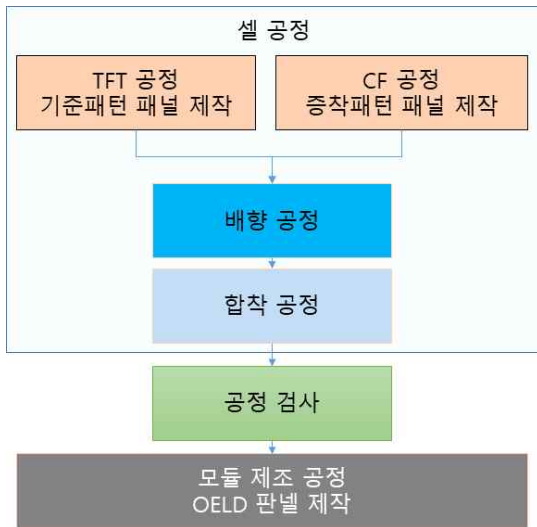 셀 공정
TFT 공정
기준패턴 패널 제작
CF 공정
증착패턴 패널 제작
배향 공정
합착 공정
공정 검사
모듈 제조 공정
OELD 판넬 제작